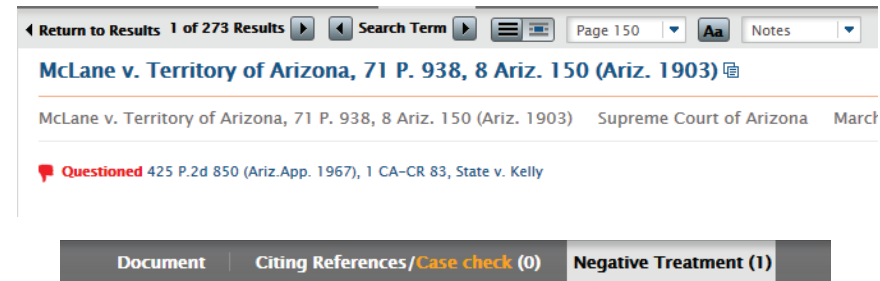 Return to Results 1 of 273 Results Search Term Page 150 Aa Notes
McLane v. Territory of Arizona, 71 P. 938, 8 Ariz. 150 (Ariz. 1903)
McLane v. Territory of Arizona, 71 P. 938, 8 Ariz. 150 (Ariz. 1903) Supreme Court of Arizona March
Questioned 425 P.2d 850 (Ariz.App. 1967), 1 CA-CR 83, State v. Kelly
Document Citing References/Case check (0) Negative Treatment (1)